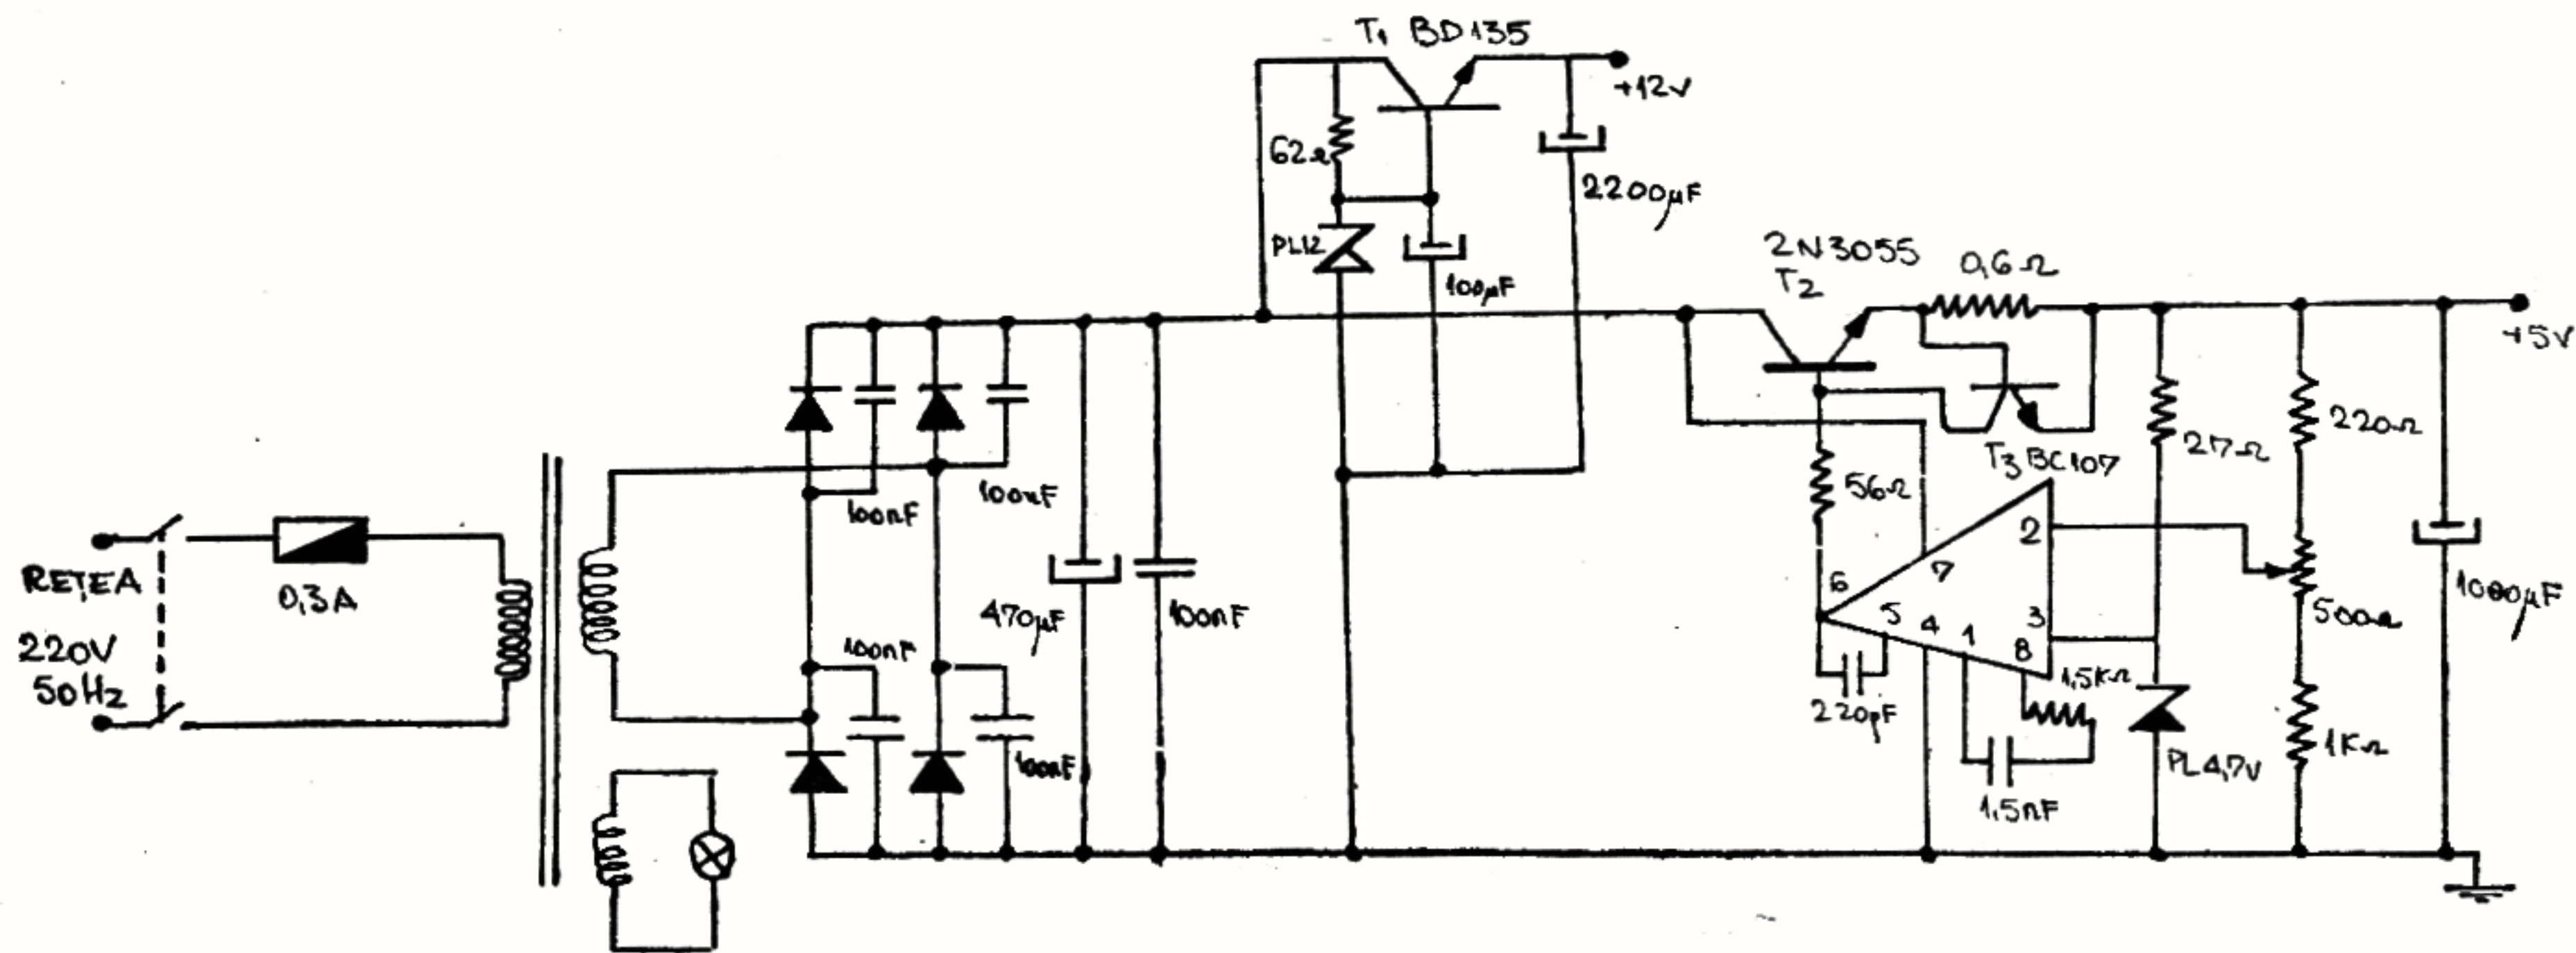 T1 BD135
+12V
62Ω
2200µF
PL12
100µF
2N3055
T2
0,6Ω
+5V
220Ω
27Ω
T3 BC107
56Ω
100nF
100nF
2
7
6
5
4
1
3
8
RETEA
220V
50Hz
0,3A
470µF
100nF
500Ω
1000µF
100nF
1,5KΩ
220pF
100nF
1KΩ
PL4,7V
1,5nF